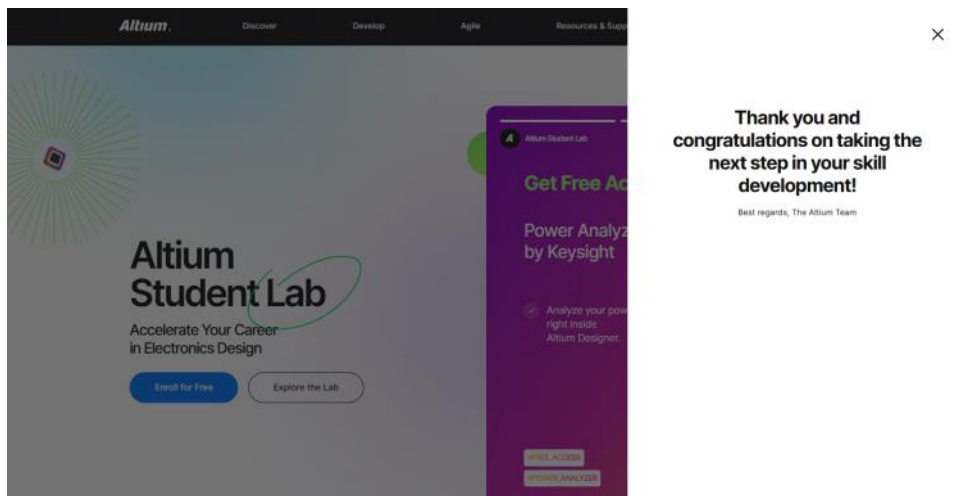 Altium.
Discover
Develop
Agile
Resources & Supp
Altium Student Lab
Get Free Ac
Power Analyz
by Keysight
Analyze your pow
right inside
Altium Designer.
#FREE_ACCESS
#POWER_ANALYZER
Altium
Student Lab
Accelerate Your Career
in Electronics Design
Enroll for Free
Explore the Lab
Thank you and
congratulations on taking the
next step in your skill
development!
Best regards, The Altium Team